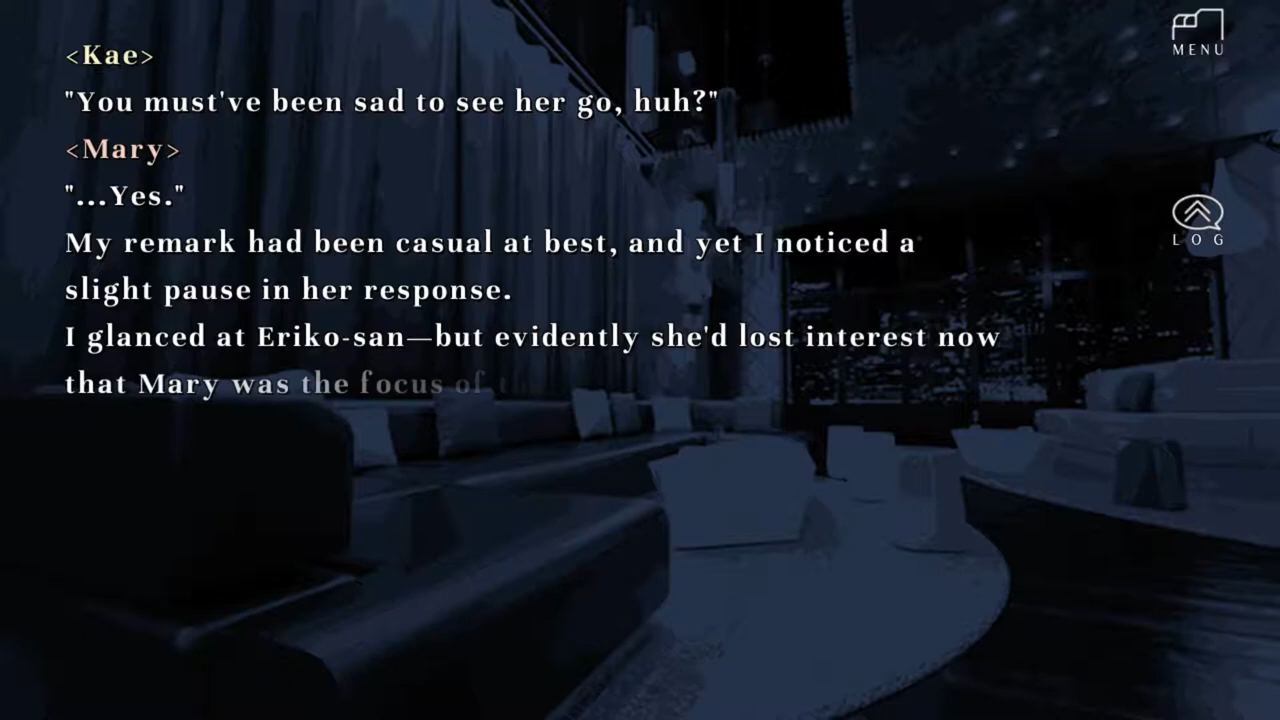 <Kae>
"You must've been sad to see her go, huh?"
<Mary>
"...Yes."
My remark had been casual at best, and yet I noticed a
slight pause in her response.
I glanced at Eriko-san—but evidently she'd lost interest now
that Mary was the focus of
MENU
LOG